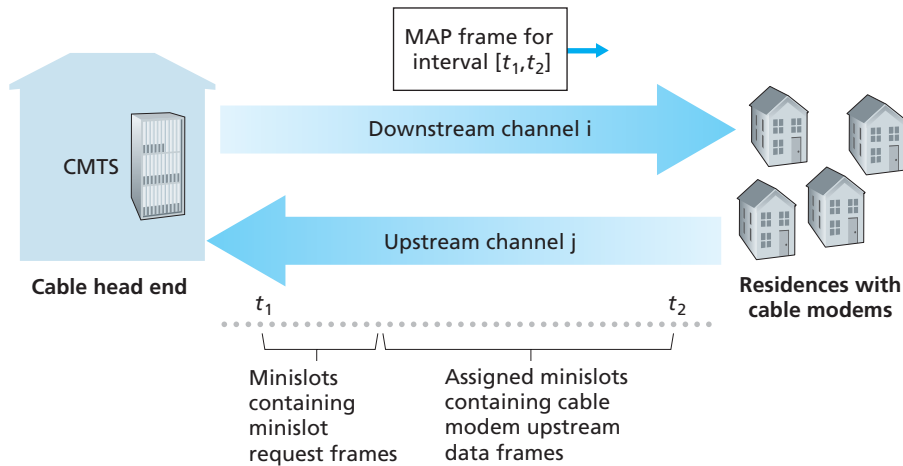 MAP frame for
interval [t₁,t₂]
Downstream channel i
CMTS
Upstream channel j
Cable head end
Residences with
cable modems
t₁
t₂
Minislots
containing
minislot
request frames
Assigned minislots
containing cable
modem upstream
data frames